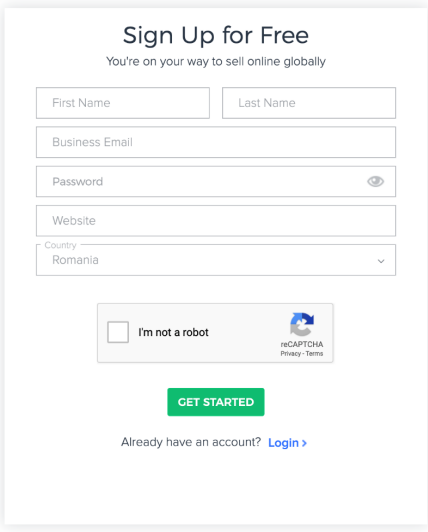 Sign Up for Free
You're on your way to sell online globally
First Name
Last Name
Business Email
Password
Website
Country
Romania
I'm not a robot
reCAPTCHA
Privacy - Terms
GET STARTED
Already have an account? Login >